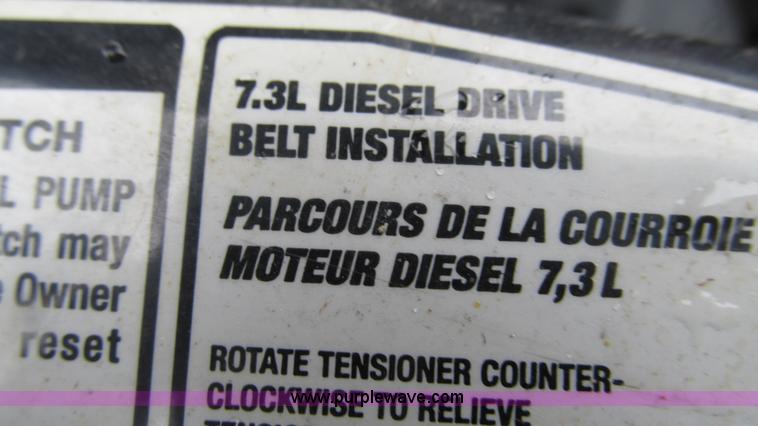 TCH
L PUMP
tch may
Owner
reset
7.3L DIESEL DRIVE
BELT INSTALLATION
PARCOURS DE LA COURROIE
MOTEUR DIESEL 7,3 L
ROTATE TENSIONER COUNTER-
CLOCKWISE TO RELIEVE
www.purplewave.com